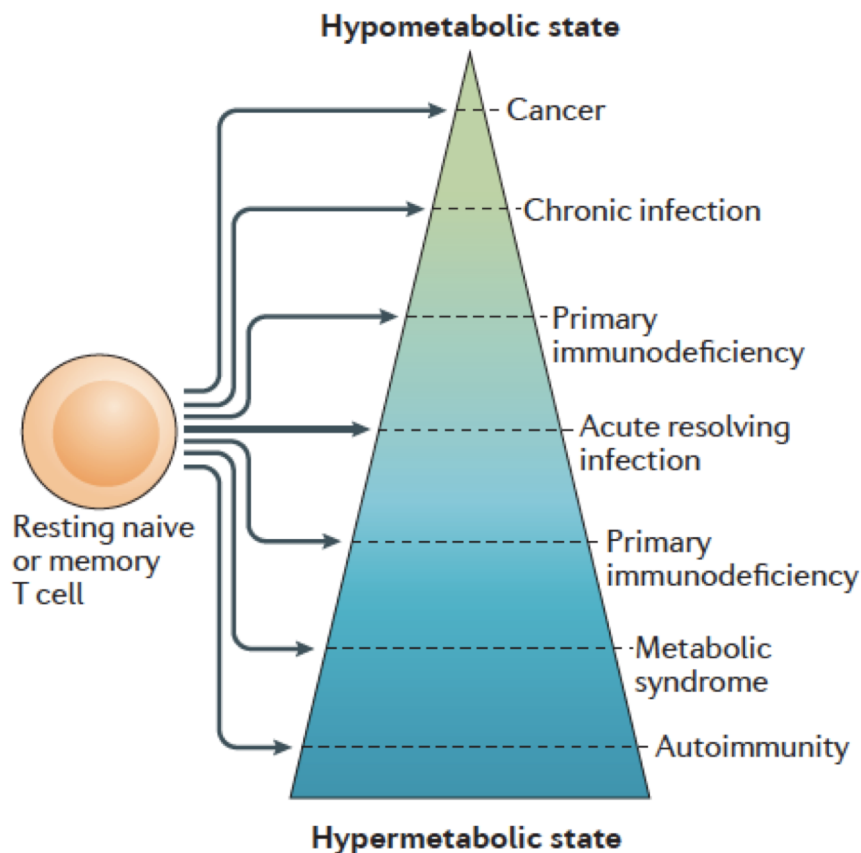 Hypometabolic state
Cancer
Chronic infection
Primary
immunodeficiency
Acute resolving
infection
Resting naive
or memory
T cell
Primary
immunodeficiency
Metabolic
syndrome
Autoimmunity
Hypermetabolic state